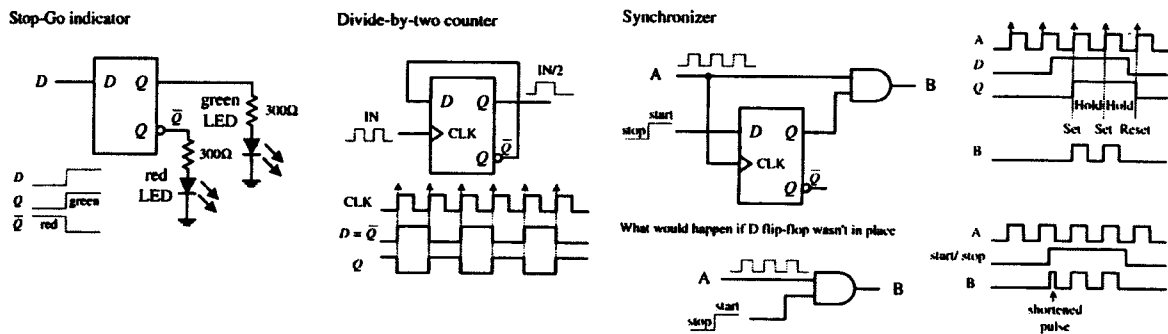 Stop-Go indicator
D
D
Q
Q
Q̄
green
LED
300Ω
300Ω
red
LED
D
Q
green
Q̄
red
Divide-by-two counter
IN/2
D
Q
IN
CLK
Q
Q̄
CLK
D = Q̄
Q
Synchronizer
A
B
start
stop
D
Q
CLK
Q
Q̄
What would happen if D flip-flop wasn't in place
A
B
start
stop
A
D
Q
Hold
Hold
Set
Set
Reset
B
A
start/ stop
B
shortened
pulse